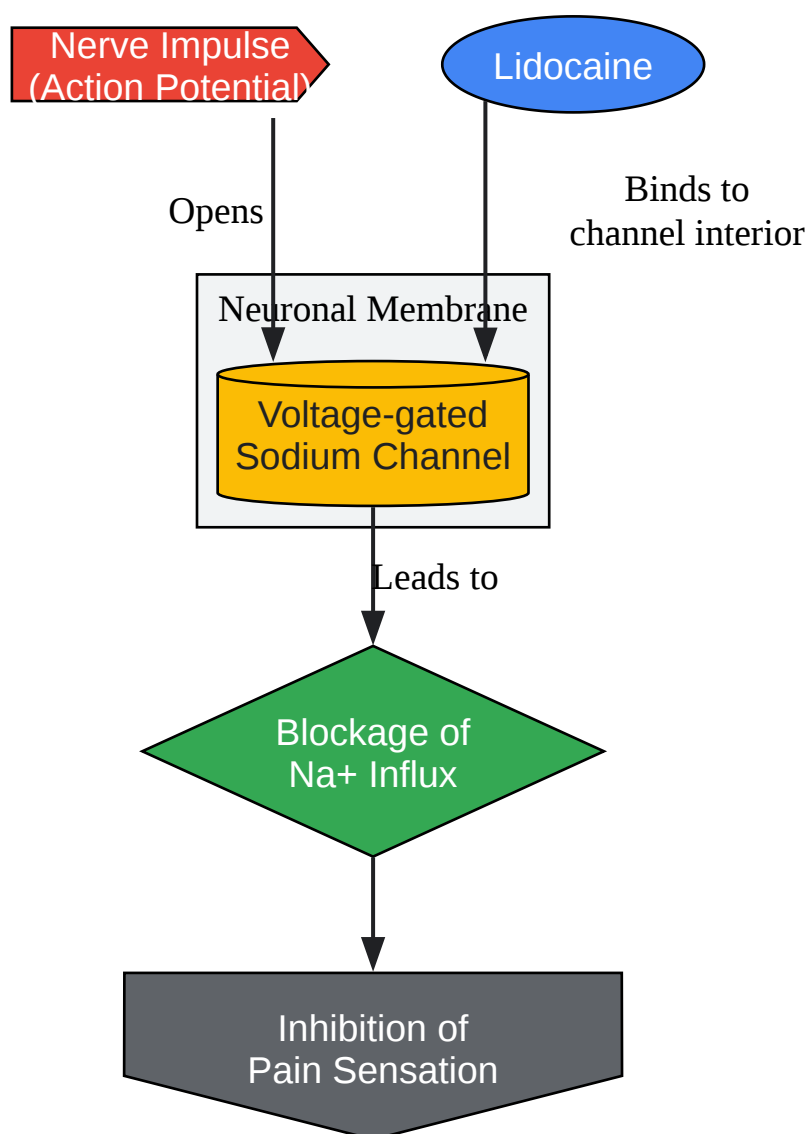 Nerve Impulse
(Action Potential)
Lidocaine
Opens
Binds to
channel interior
Neuronal Membrane
Voltage-gated
Sodium Channel
Leads to
Blockage of
Na+ Influx
Inhibition of
Pain Sensation